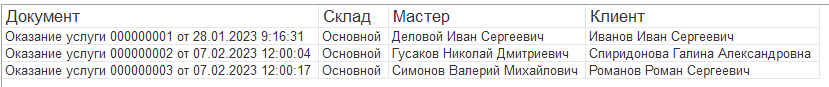 Документ Склад Мастер Клиент
Оказание услуги 000000001 от 28.01.2023 9:16:31 Основной Деловой Иван Сергеевич Иванов Иван Сергеевич
Оказание услуги 000000002 от 07.02.2023 12:00:04 Основной Гусаков Николай Дмитриевич Спиридонова Галина Александровна
Оказание услуги 000000003 от 07.02.2023 12:00:17 Основной Симонов Валерий Михайлович Романов Роман Сергеевич